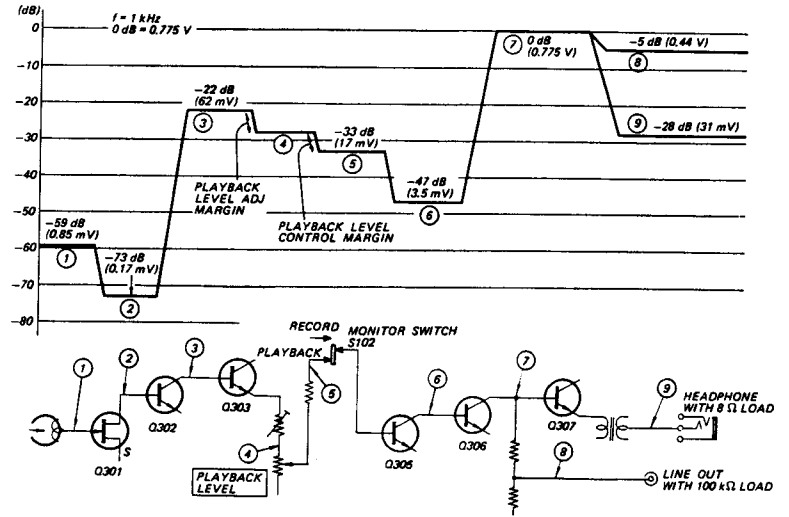 (dB)
0
-10
-20
-30
-40
-50
-60
-70
-80
f = 1 kHz
0 dB = 0.775 V
-59 dB
(0.85 mV)
1
-73 dB
(0.17 mV)
2
-22 dB
(62 mV)
3
PLAYBACK
LEVEL ADJ
MARGIN
4
PLAYBACK LEVEL
CONTROL MARGIN
-33 dB
(17 mV)
5
-47 dB
(3.5 mV)
6
7
0 dB
(0.775 V)
-5 dB (0.44 V)
8
9
-28 dB (31 mV)
RECORD
MONITOR SWITCH
S102
PLAYBACK
1
2
3
5
6
7
9
HEADPHONE
WITH 8 Ω LOAD
S
Q301
Q302
Q303
4
PLAYBACK
LEVEL
Q305
Q306
Q307
8
LINE OUT
WITH 100 kΩ LOAD